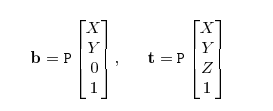 b = P [X Y 0 1], t = P [X Y Z 1]